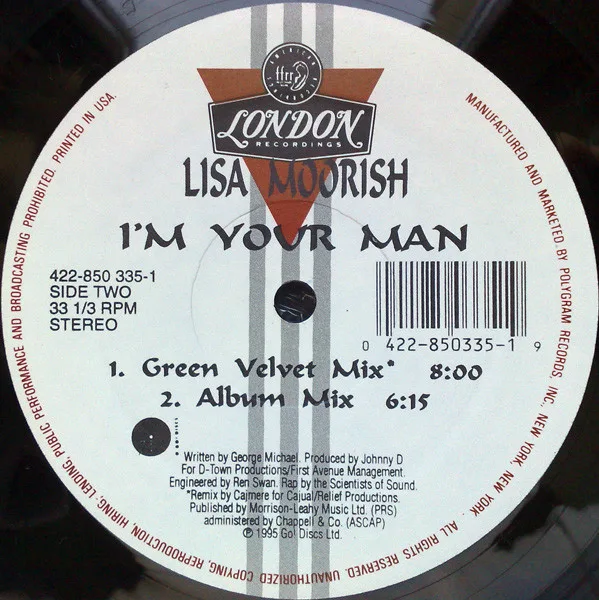 ffrr
LONDON
RECORDINGS
LISA MOORISH
I'M YOUR MAN
422-850 335-1
SIDE TWO
33 1/3 RPM
STEREO
0 422-850335-1 9
1. Green Velvet Mix* 8:00
2. Album Mix 6:15
Written by George Michael. Produced by Johnny D
For D-Town Productions/First Avenue Management.
Engineered by Ren Swan. Rap by the Scientists of Sound.
*Remix by Cajmere for Cajual/Relief Productions.
Published by Morrison-Leahy Music Ltd. (PRS)
administered by Chappell & Co. (ASCAP)
℗ 1995 Go! Discs Ltd.
MANUFACTURED AND MARKETED BY POLYGRAM RECORDS, INC., NEW YORK, NEW YORK . ALL RIGHTS RESERVED. UNAUTHORIZED COPYING, REPRODUCTION, HIRING, LENDING, PUBLIC PERFORMANCE AND BROADCASTING PROHIBITED. PRINTED IN USA.